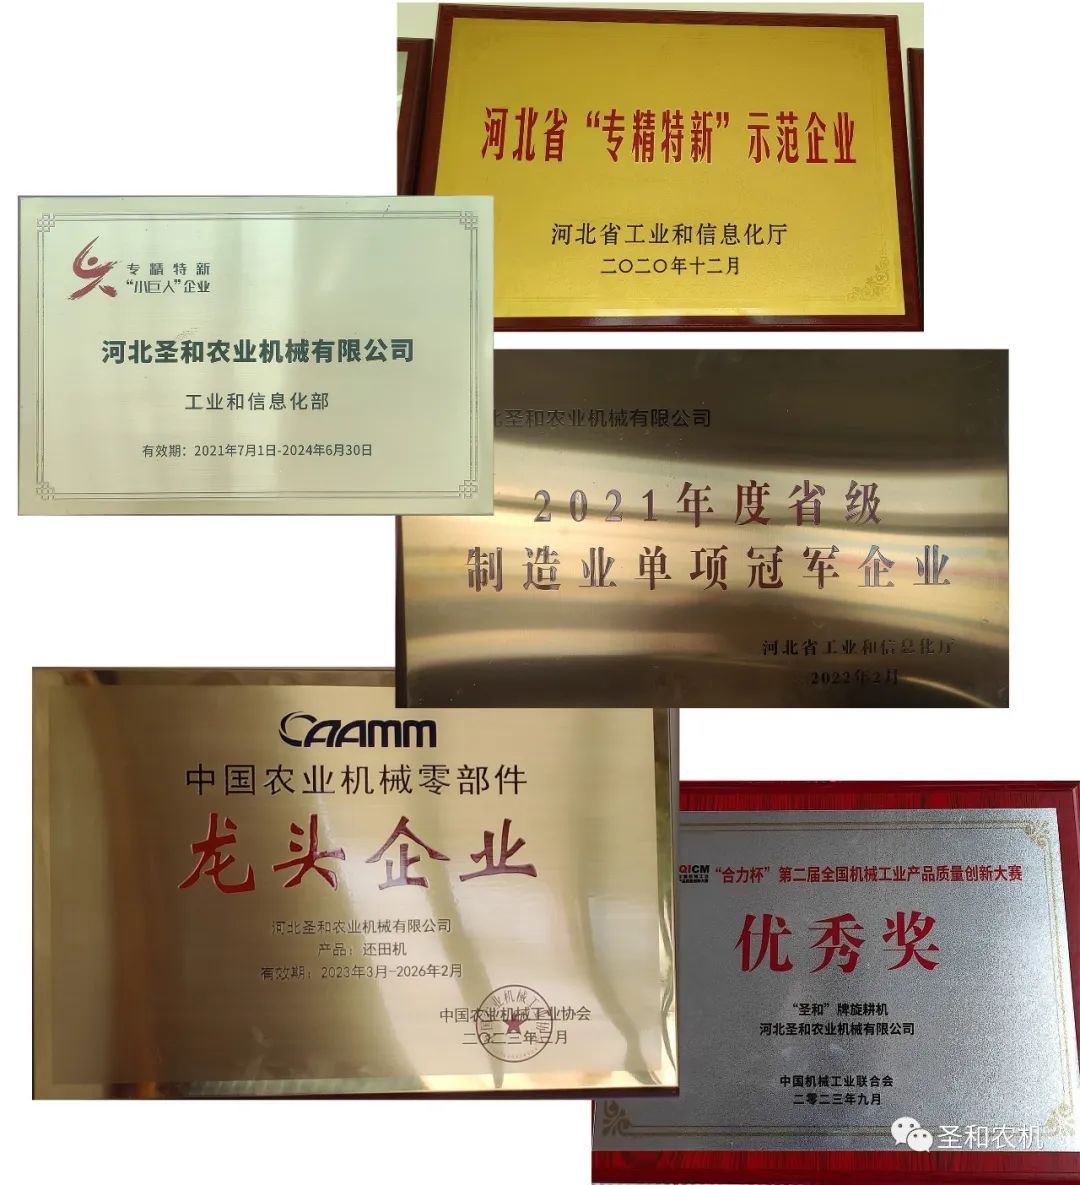 河北省“专精特新”示范企业
河北省工业和信息化厅
二〇二〇年十二月
专精特新
“小巨人”企业
河北圣和农业机械有限公司
工业和信息化部
有效期：2021年7月1日-2024年6月30日
北圣和农业机械有限公司
2021年度省级
制造业单项冠军企业
河北省工业和信息化厅
2022年2月
CAAMM
中国农业机械零部件
龙头企业
河北圣和农业机械有限公司
产品：还田机
有效期：2023年3月-2026年2月
中国农业机械工业协会
二〇二三年三月
QICM
“合力杯”第二届全国机械工业产品质量创新大赛
优秀奖
“圣和”牌旋耕机
河北圣和农业机械有限公司
中国机械工业联合会
二零二三年九月
圣和农机